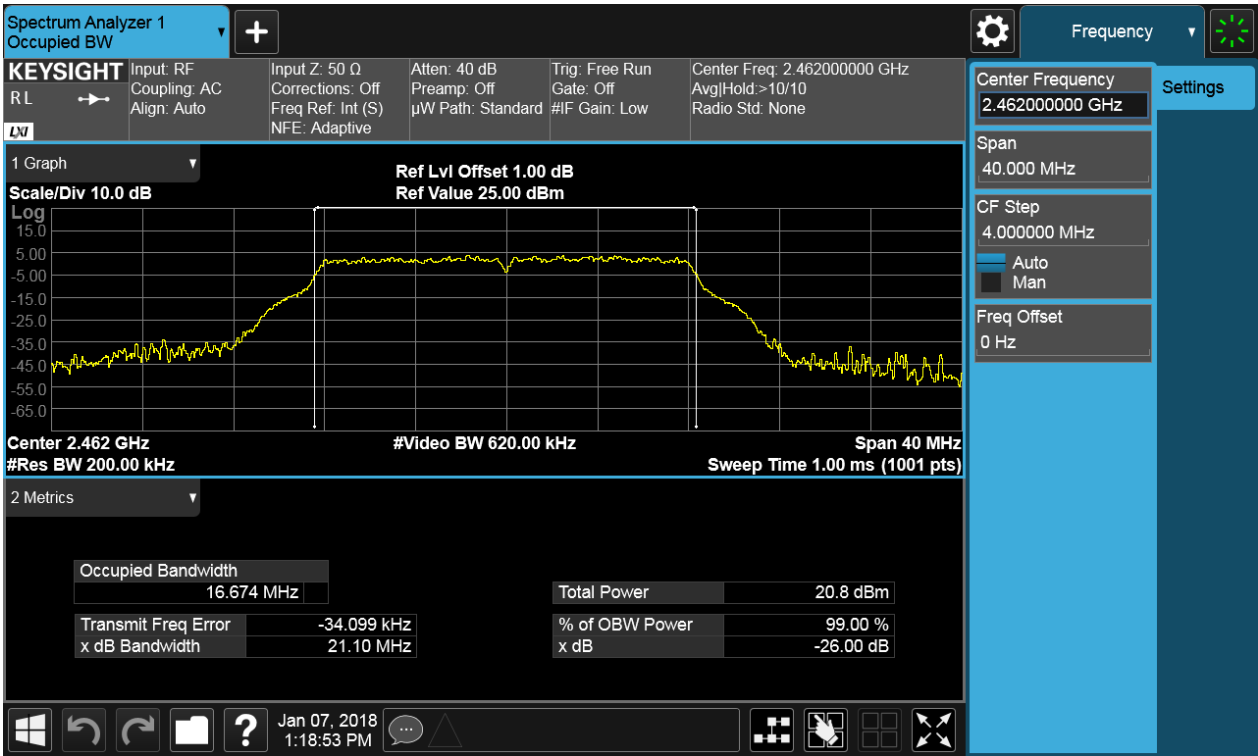 Spectrum Analyzer 1
Occupied BW
+
Frequency
KEYSIGHT
R L
LXI
Input: RF
Coupling: AC
Align: Auto
Input Z: 50 Ω
Corrections: Off
Freq Ref: Int (S)
NFE: Adaptive
Atten: 40 dB
Preamp: Off
µW Path: Standard
Trig: Free Run
Gate: Off
#IF Gain: Low
Center Freq: 2.462000000 GHz
Avg|Hold:>10/10
Radio Std: None
Center Frequency
2.462000000 GHz
Settings
Span
40.000 MHz
CF Step
4.000000 MHz
Auto
Man
Freq Offset
0 Hz
1 Graph
Ref Lvl Offset 1.00 dB
Scale/Div 10.0 dB
Ref Value 25.00 dBm
Log
15.0
5.00
-5.00
-15.0
-25.0
-35.0
-45.0
-55.0
-65.0
Center 2.462 GHz
#Video BW 620.00 kHz
Span 40 MHz
#Res BW 200.00 kHz
Sweep Time 1.00 ms (1001 pts)
2 Metrics
Occupied Bandwidth
16.674 MHz
Total Power 20.8 dBm
Transmit Freq Error -34.099 kHz
% of OBW Power 99.00 %
x dB Bandwidth 21.10 MHz
x dB -26.00 dB
?
Jan 07, 2018
1:18:53 PM